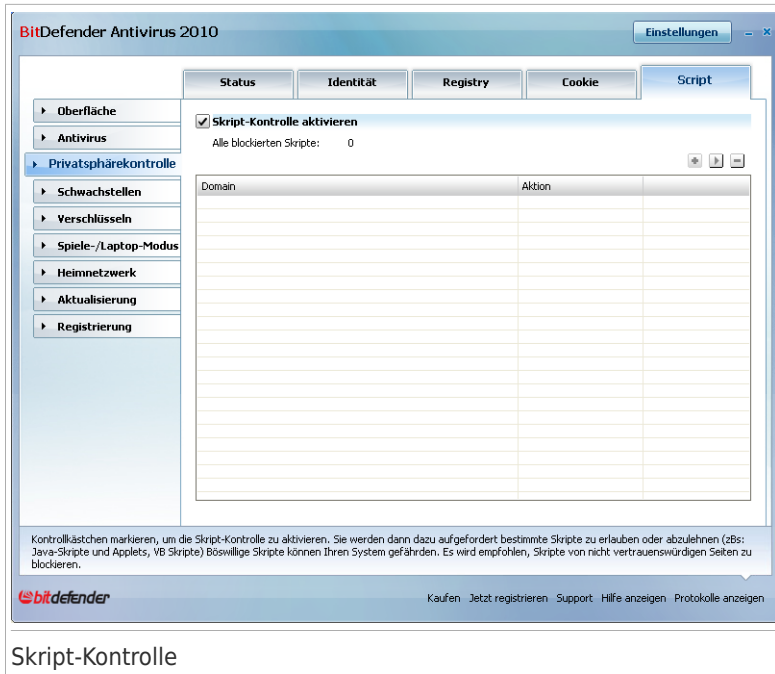 BitDefender Antivirus 2010
Einstellungen
Status
Identität
Registry
Cookie
Script
Oberfläche
Antivirus
Privatsphärekontrolle
Schwachstellen
Verschlüsseln
Spiele-/Laptop-Modus
Heimnetzwerk
Aktualisierung
Registrierung
Skript-Kontrolle aktivieren
Alle blockierten Skripte: 0
Domain
Aktion
Kontrollkästchen markieren, um die Skript-Kontrolle zu aktivieren. Sie werden dann dazu aufgefordert bestimmte Skripte zu erlauben oder abzulehnen (zBs:
Java-Skripte und Applets, VB Skripte) Böswillige Skripte können Ihren System gefährden. Es wird empfohlen, Skripte von nicht vertrauenswürdigen Seiten zu
blockieren.
bitdefender
Kaufen Jetzt registrieren Support Hilfe anzeigen Protokolle anzeigen
Skript-Kontrolle